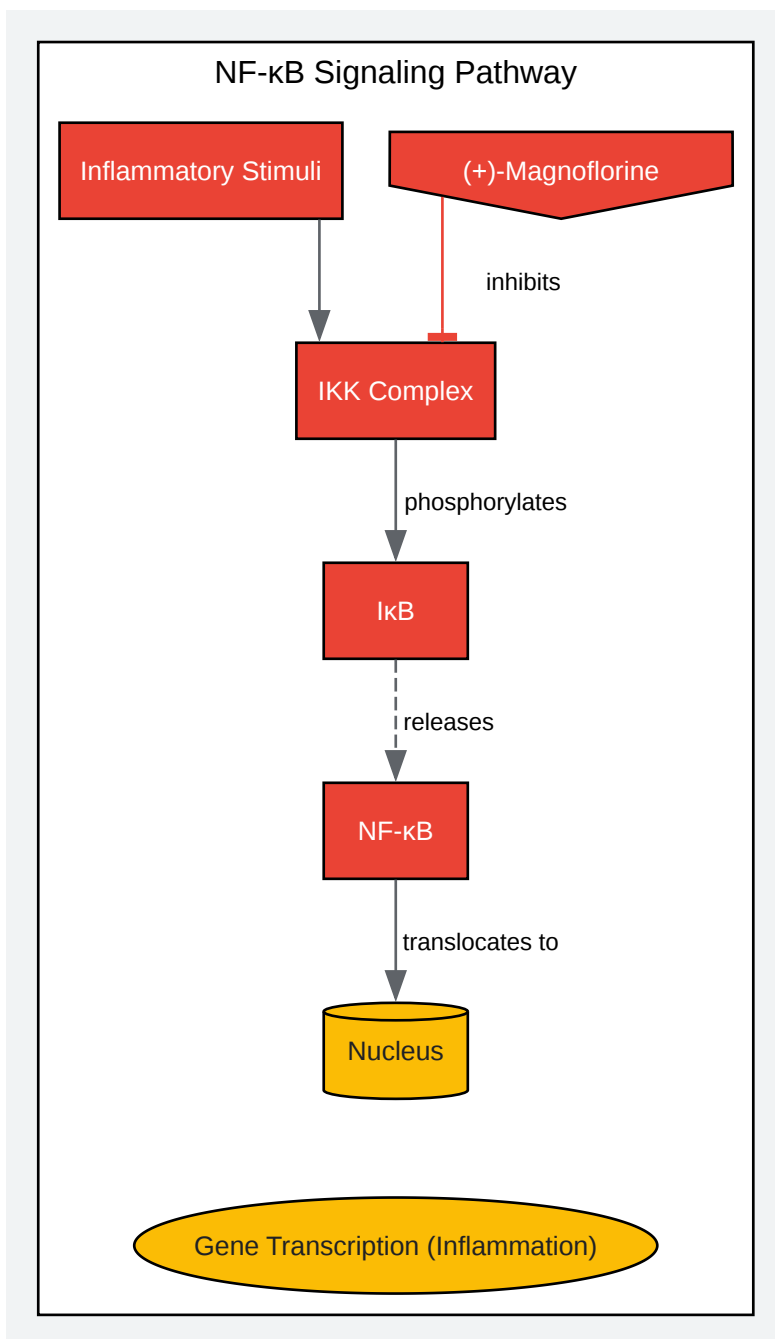 NF-κB Signaling Pathway
Inflammatory Stimuli
(+)-Magnoflorine
inhibits
IKK Complex
phosphorylates
IκB
releases
NF-κB
translocates to
Nucleus
Gene Transcription (Inflammation)